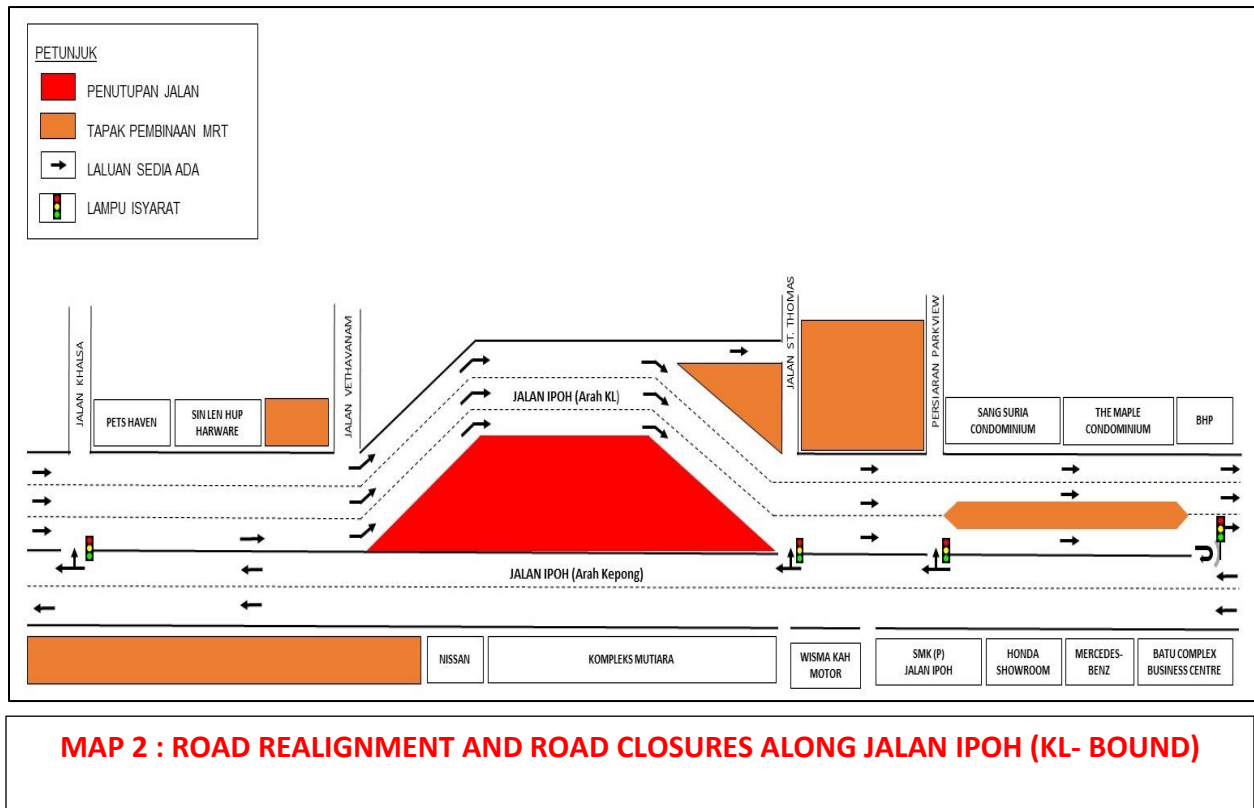 PETUNJUK
PENUTUPAN JALAN
TAPAK PEMBINAAN MRT
LALUAN SEDIA ADA
LAMPU ISYARAT
JALAN KHALSA
PETS HAVEN
SIN LEN HUP
HARWARE
JALAN VETHAVANAM
JALAN IPOH (Arah KL)
JALAN ST. THOMAS
PERSIARAN PARKVIEW
SANG SURIA
CONDOMINIUM
THE MAPLE
CONDOMINIUM
BHP
JALAN IPOH (Arah Kepong)
NISSAN
KOMPLEKS MUTIARA
WISMA KAH
MOTOR
SMK (P)
JALAN IPOH
HONDA
SHOWROOM
MERCEDES-
BENZ
BATU COMPLEX
BUSINESS CENTRE
MAP 2 : ROAD REALIGNMENT AND ROAD CLOSURES ALONG JALAN IPOH (KL- BOUND)